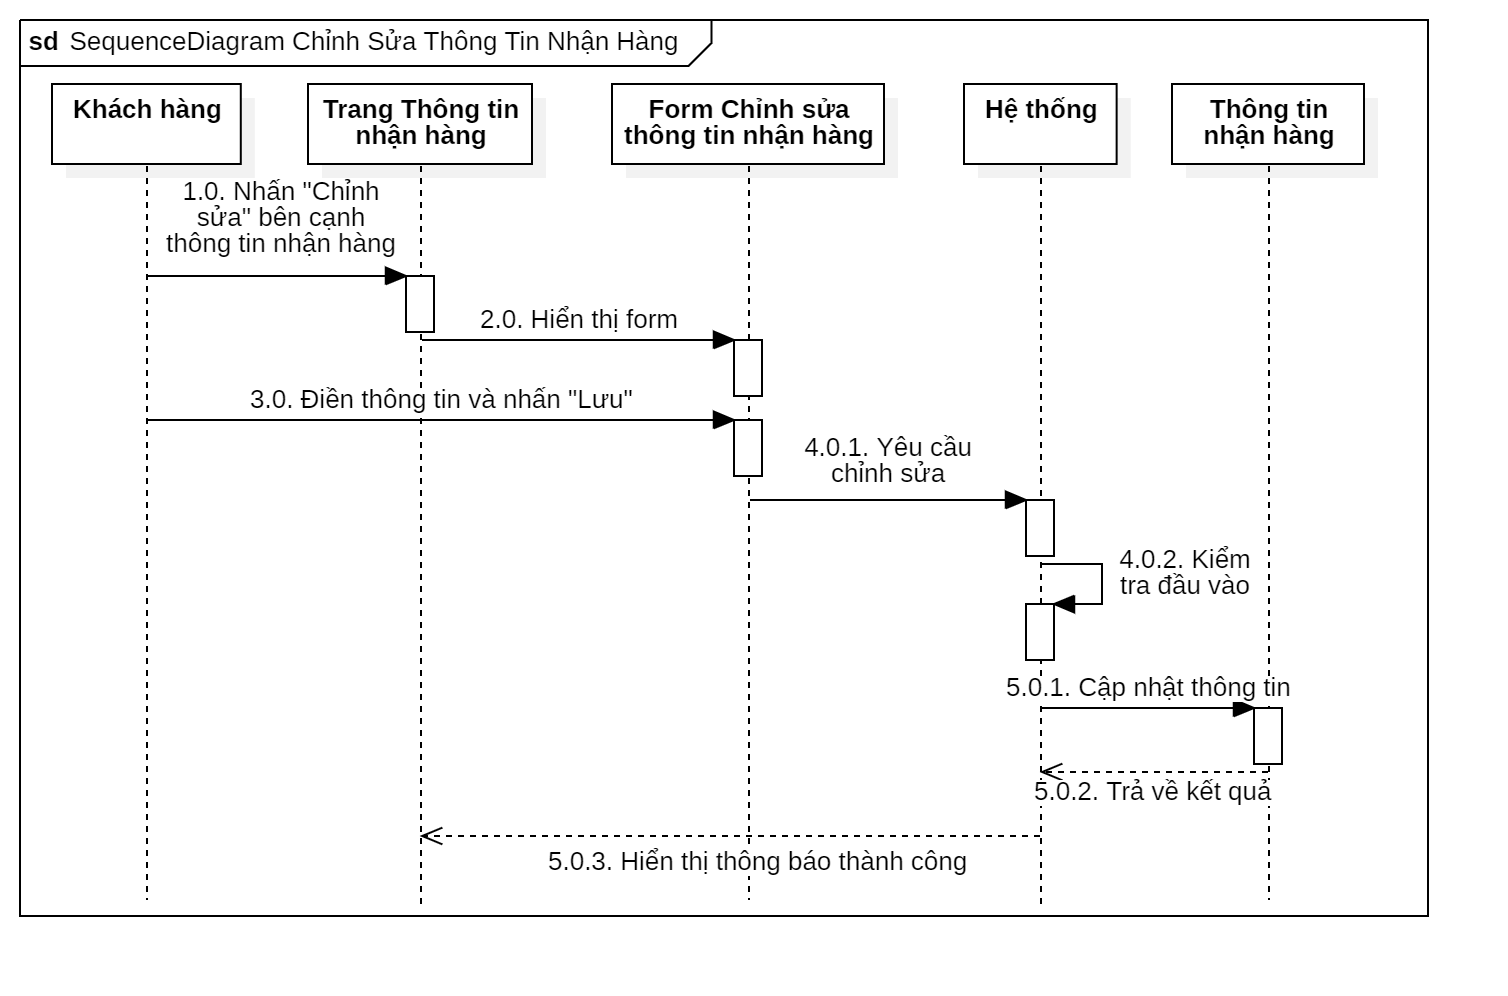 sd SequenceDiagram Chỉnh Sửa Thông Tin Nhận Hàng
Khách hàng
Trang Thông tin
nhận hàng
Form Chỉnh sửa
thông tin nhận hàng
Hệ thống
Thông tin
nhận hàng
1.0. Nhấn "Chỉnh
sửa" bên cạnh
thông tin nhận hàng
2.0. Hiển thị form
3.0. Điền thông tin và nhấn "Lưu"
4.0.1. Yêu cầu
chỉnh sửa
4.0.2. Kiểm
tra đầu vào
5.0.1. Cập nhật thông tin
5.0.2. Trả về kết quả
5.0.3. Hiển thị thông báo thành công